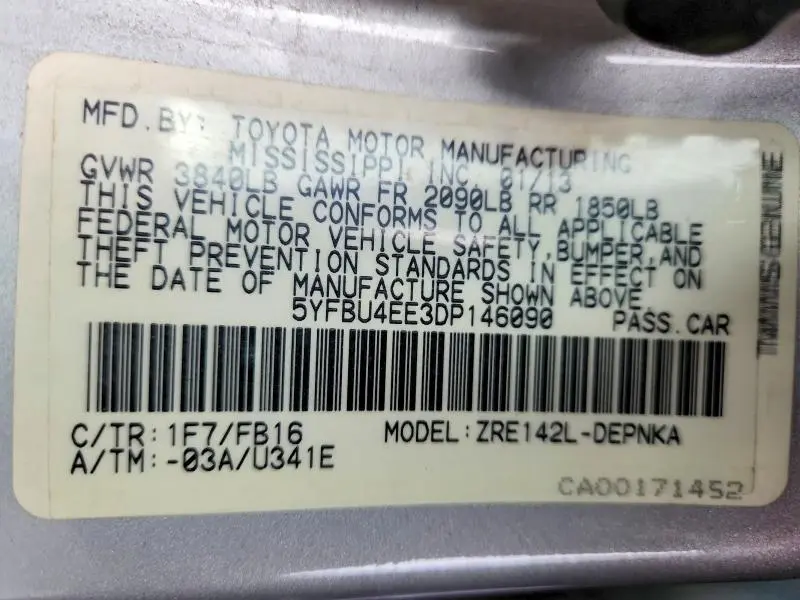 MFD.BY: TOYOTA MOTOR MANUFACTURING
MISSISSIPPI INC. 01/13
GVWR 3840LB GAWR FR 2090LB RR 1850LB
THIS VEHICLE CONFORMS TO ALL APPLICABLE
FEDERAL MOTOR VEHICLE SAFETY,BUMPER,AND
THEFT PREVENTION STANDARDS IN EFFECT ON
THE DATE OF MANUFACTURE SHOWN ABOVE.
5YFBU4EE3DP146090 PASS.CAR
C/TR:1F7/FB16 MODEL:ZRE142L-DEPNKA
A/TM:-03A/U341E
CA00171452